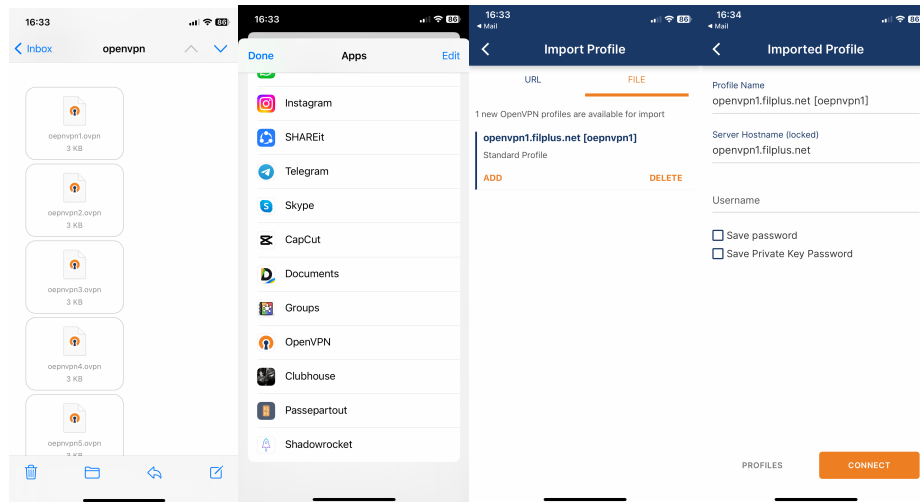 16:33
86
Inbox
openvpn
oepnvpn1.ovpn
3 KB
oepnvpn2.ovpn
3 KB
oepnvpn3.ovpn
3 KB
oepnvpn4.ovpn
3 KB
oepnvpn5.ovpn
3 KB
16:33
86
Done
Apps
Edit
Instagram
SHAREit
Telegram
Skype
CapCut
Documents
Groups
OpenVPN
Clubhouse
Passepartout
Shadowrocket
16:33
86
Mail
Import Profile
URL
FILE
1 new OpenVPN profiles are available for import
openvpn1.filplus.net [oepnvpn1]
Standard Profile
ADD
DELETE
16:34
86
Mail
Imported Profile
Profile Name
openvpn1.filplus.net [oepnvpn1]
Server Hostname (locked)
openvpn1.filplus.net
Username
Save password
Save Private Key Password
PROFILES
CONNECT